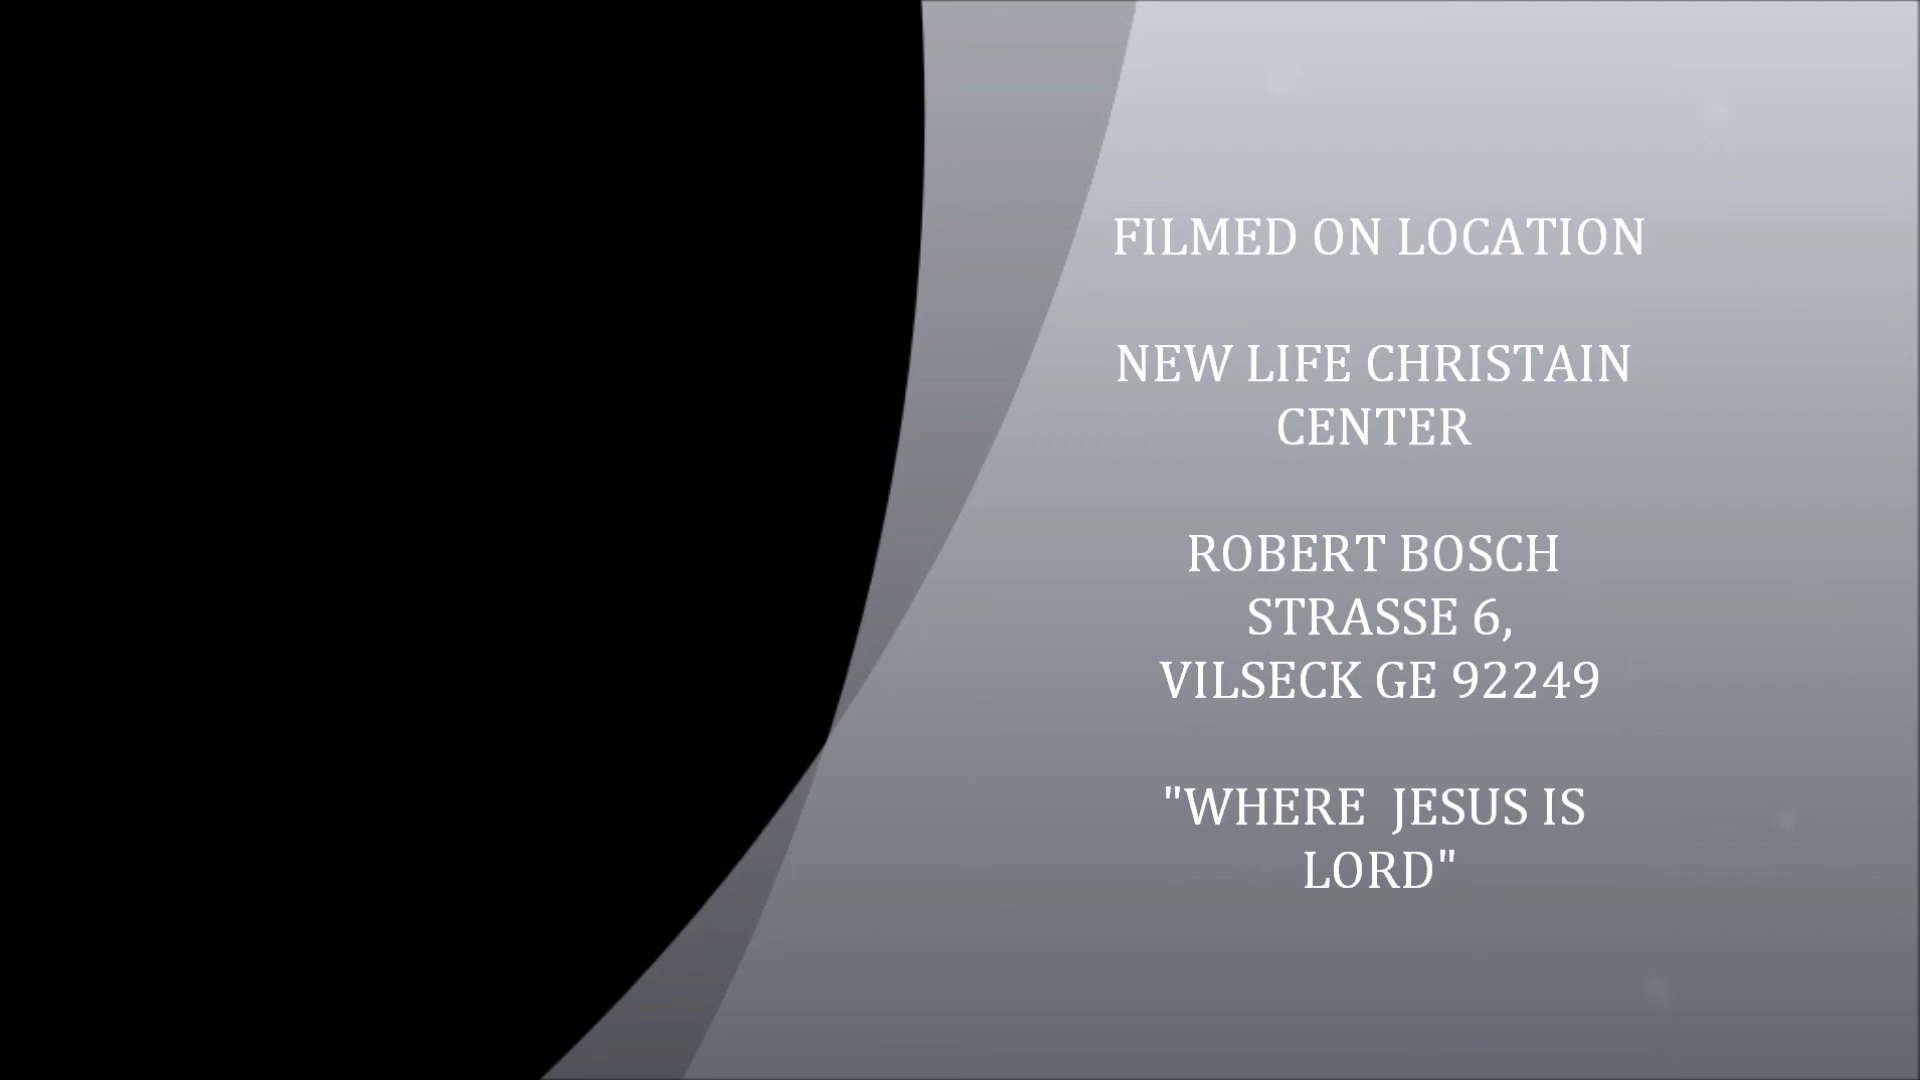 FILMED ON LOCATION
NEW LIFE CHRISTAIN
CENTER
ROBERT BOSCH
STRASSE 6,
VILSECK GE 92249
"WHERE  JESUS IS
LORD"